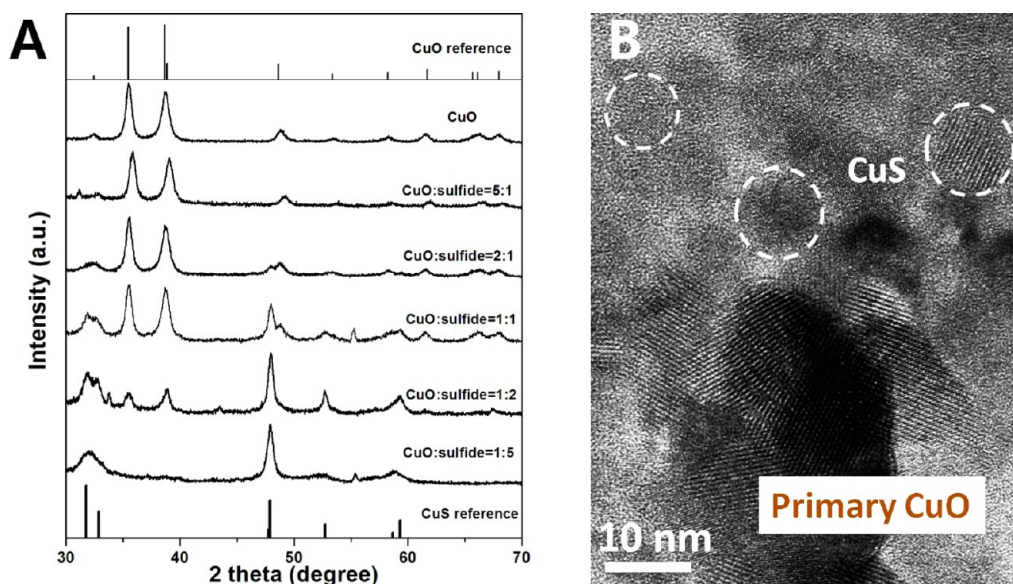 A
CuO reference
CuO
CuO:sulfide=5:1
CuO:sulfide=2:1
CuO:sulfide=1:1
CuO:sulfide=1:2
CuO:sulfide=1:5
CuS reference
Intensity (a.u.)
30 40 50 60 70
2 theta (degree)
B
CuS
Primary CuO
10 nm